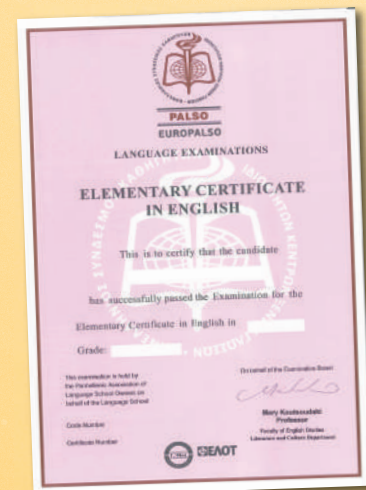 PALSO
EUROPALSO
LANGUAGE EXAMINATIONS
ELEMENTARY CERTIFICATE
IN ENGLISH
This is to certify that the candidate
has successfully passed the Examination for the
Elementary Certificate in English in
Grade:
This examination is held by
the Panhellenic Association of
Language School Owners on
behalf of the Language School
Code Number
Certificate Number
On behalf of the Examination Board
Mary Koutsoudaki
Professor
Faculty of English Studies
Literature and Culture Department
ΕΛΟΤ